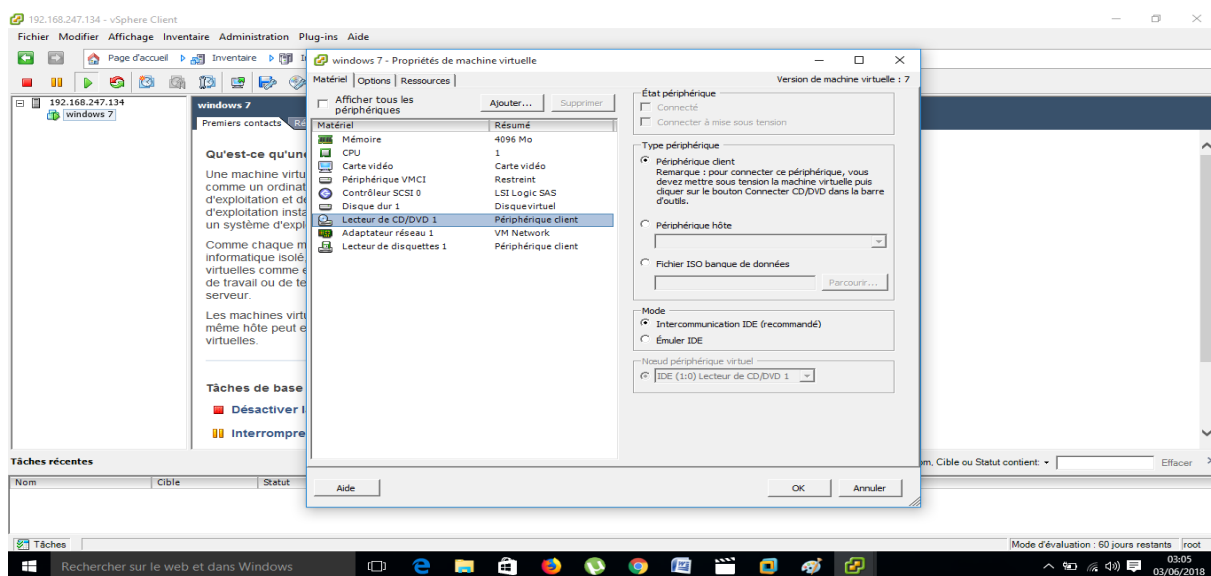 192.168.247.134 - vSphere Client
Fichier Modifier Affichage Inventaire Administration Plug-ins Aide
Page d'accueil Inventaire
192.168.247.134
windows 7
windows 7
Premiers contacts
Qu'est-ce qu'un
Une machine virtu
comme un ordinat
d'exploitation et de
d'exploitation insta
un système d'expl
Comme chaque m
informatique isolé
virtuelles comme e
de travail ou de te
serveur.
Les machines virtu
même hôte peut e
virtuelles.
Tâches de base
Désactiver l
Interrompre
windows 7 - Propriétés de machine virtuelle
Matériel Options Ressources
Version de machine virtuelle : 7
Afficher tous les périphériques
Ajouter... Supprimer
Matériel Résumé
Mémoire 4096 Mo
CPU 1
Carte vidéo Carte vidéo
Périphérique VMCI Restreint
Contrôleur SCSI 0 LSI Logic SAS
Disque dur 1 Disque virtuel
Lecteur de CD/DVD 1 Périphérique client
Adaptateur réseau 1 VM Network
Lecteur de disquettes 1 Périphérique client
État périphérique
Connecté
Connecter à mise sous tension
Type périphérique
Périphérique client
Remarque : pour connecter ce périphérique, vous
devez mettre sous tension la machine virtuelle puis
cliquer sur le bouton Connecter CD/DVD dans la barre
d'outils.
Périphérique hôte
Fichier ISO banque de données
Parcourir...
Mode
Intercommunication IDE (recommandé)
Émuler IDE
Nœud périphérique virtuel
IDE (1:0) Lecteur de CD/DVD 1
Aide OK Annuler
Tâches récentes
om, Cible ou Statut contient: Effacer
Nom Cible Statut
Tâches
Mode d'évaluation : 60 jours restants root
Rechercher sur le web et dans Windows
03:05
03/06/2018